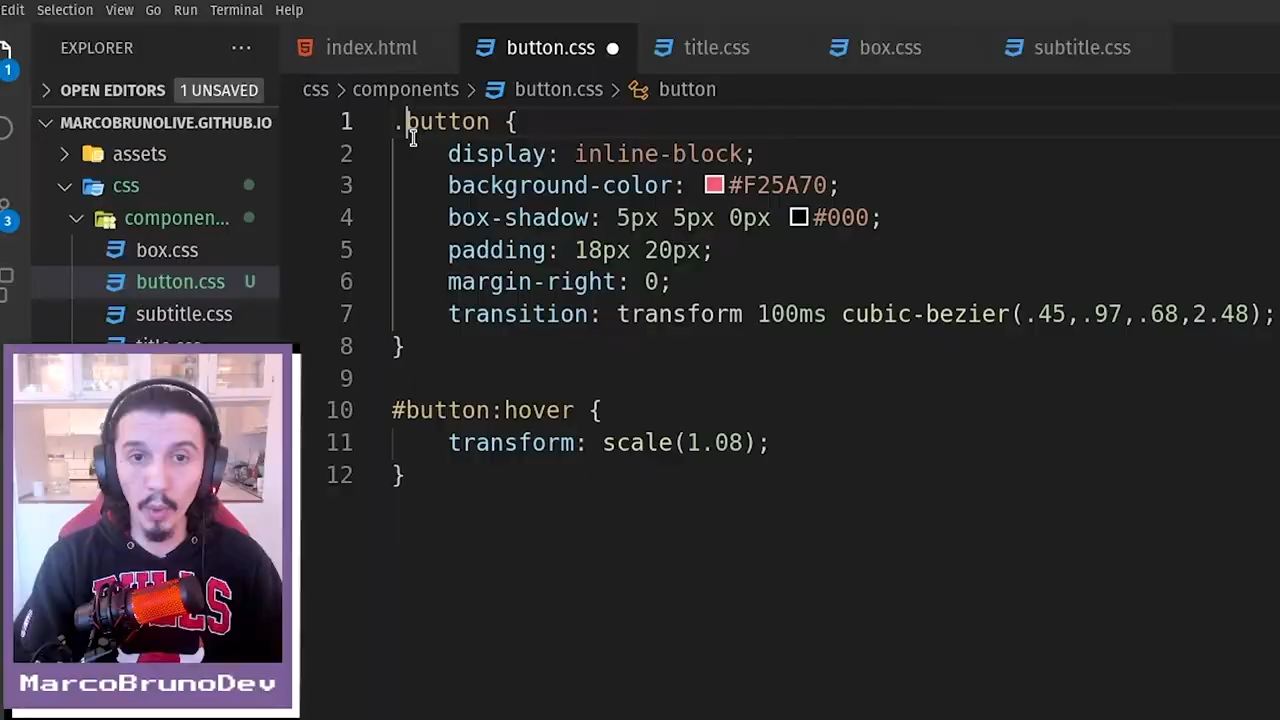 Edit Selection View Go Run Terminal Help
EXPLORER ...
index.html
button.css
title.css
box.css
subtitle.css
1
OPEN EDITORS 1 UNSAVED
css > components > button.css > button
MARCOBRUNOLIVE.GITHUB.IO
assets
css
componen...
box.css
button.css U
subtitle.css
3
1 .button {
2 display: inline-block;
3 background-color: #F25A70;
4 box-shadow: 5px 5px 0px #000;
5 padding: 18px 20px;
6 margin-right: 0;
7 transition: transform 100ms cubic-bezier(.45,.97,.68,2.48);
8 }
9
10 #button:hover {
11 transform: scale(1.08);
12 }
BULLS
MarcoBrunoDev